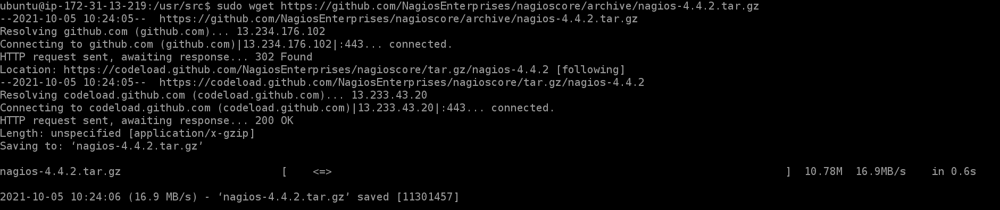 ubuntu@ip-172-31-13-219:/usr/src$ sudo wget https://github.com/NagiosEnterprises/nagioscore/archive/nagios-4.4.2.tar.gz
--2021-10-05 10:24:05--  https://github.com/NagiosEnterprises/nagioscore/archive/nagios-4.4.2.tar.gz
Resolving github.com (github.com)... 13.234.176.102
Connecting to github.com (github.com)|13.234.176.102|:443... connected.
HTTP request sent, awaiting response... 302 Found
Location: https://codeload.github.com/NagiosEnterprises/nagioscore/tar.gz/nagios-4.4.2 [following]
--2021-10-05 10:24:05--  https://codeload.github.com/NagiosEnterprises/nagioscore/tar.gz/nagios-4.4.2
Resolving codeload.github.com (codeload.github.com)... 13.233.43.20
Connecting to codeload.github.com (codeload.github.com)|13.233.43.20|:443... connected.
HTTP request sent, awaiting response... 200 OK
Length: unspecified [application/x-gzip]
Saving to: ‘nagios-4.4.2.tar.gz’
nagios-4.4.2.tar.gz                         [    <=>                                                                       ]  10.78M  16.9MB/s    in 0.6s
2021-10-05 10:24:06 (16.9 MB/s) - ‘nagios-4.4.2.tar.gz’ saved [11301457]